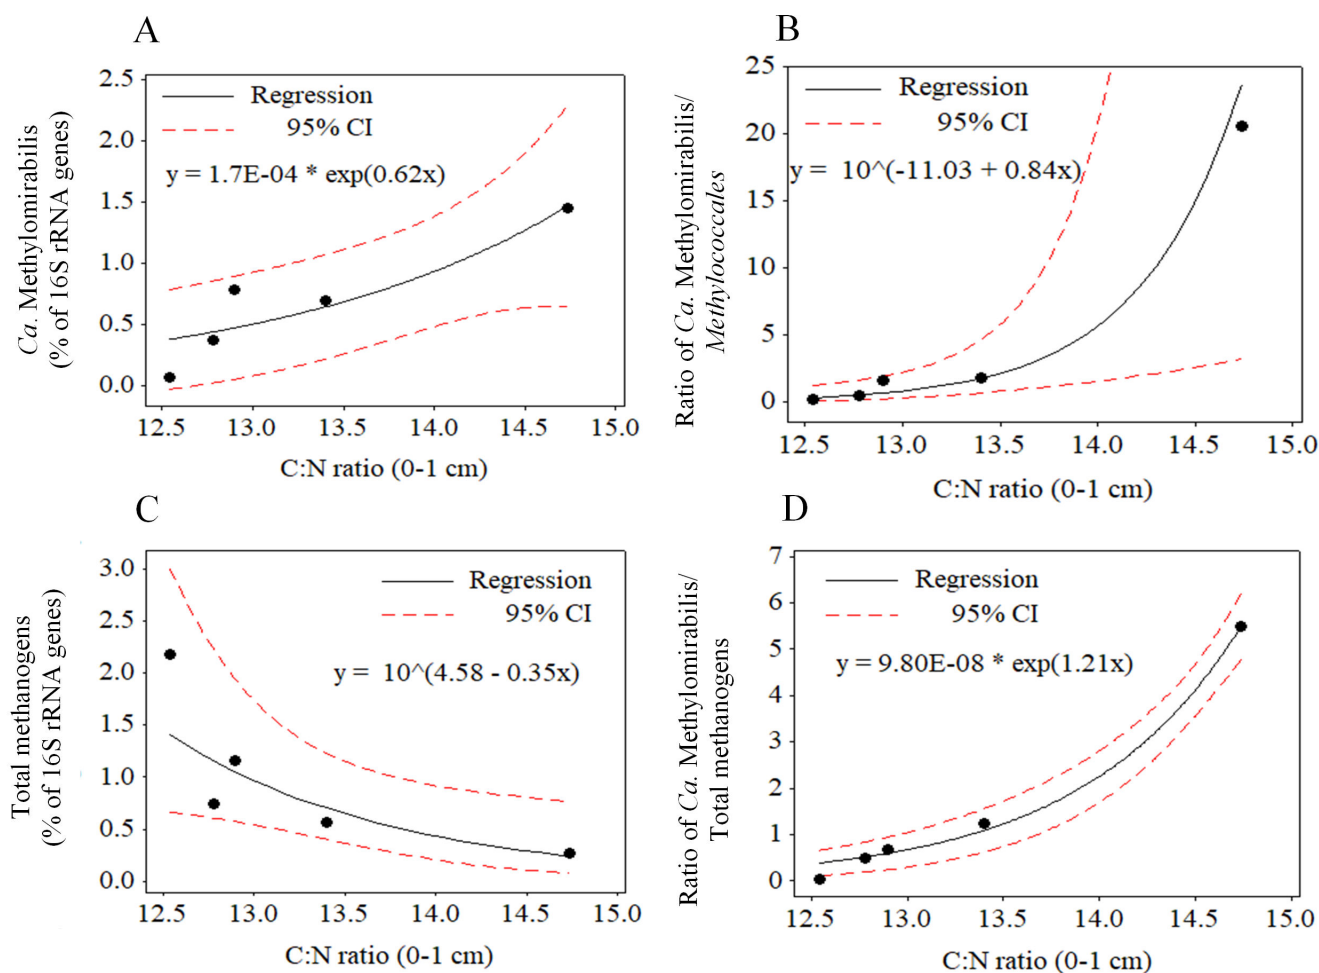 A
Ca. Methylomirabilis
(% of 16S rRNA genes)
2.5
2.0
1.5
1.0
0.5
0.0
Regression
95% CI
y = 1.7E-04 * exp(0.62x)
12.5 13.0 13.5 14.0 14.5 15.0
C:N ratio (0-1 cm)
B
Ratio of Ca. Methylomirabilis/
Methylococcales
25
20
15
10
5
0
Regression
95% CI
y = 10^(-11.03 + 0.84x)
12.5 13.0 13.5 14.0 14.5 15.0
C:N ratio (0-1 cm)
C
Total methanogens
(% of 16S rRNA genes)
3.0
2.5
2.0
1.5
1.0
0.5
0.0
Regression
95% CI
y = 10^(4.58 - 0.35x)
12.5 13.0 13.5 14.0 14.5 15.0
C:N ratio (0-1 cm)
D
Ratio of Ca. Methylomirabilis/
Total methanogens
7
6
5
4
3
2
1
0
Regression
95% CI
y = 9.80E-08 * exp(1.21x)
12.5 13.0 13.5 14.0 14.5 15.0
C:N ratio (0-1 cm)